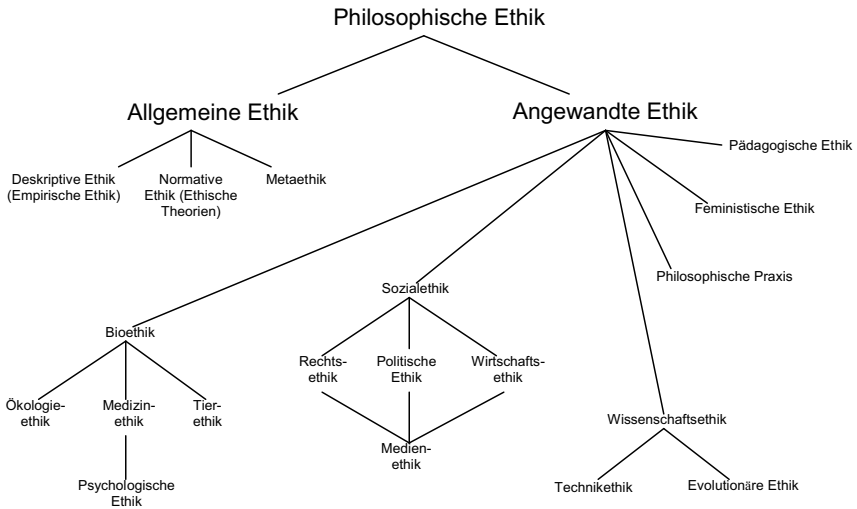 Philosophische Ethik
Allgemeine Ethik
Angewandte Ethik
Pädagogische Ethik
Deskriptive Ethik
(Empirische Ethik)
Normative
Ethik (Ethische
Theorien)
Metaethik
Feministische Ethik
Philosophische Praxis
Sozialethik
Bioethik
Rechts-
ethik
Politische
Ethik
Wirtschafts-
ethik
Ökologie-
ethik
Medizin-
ethik
Tier-
ethik
Wissenschaftsethik
Medien-
ethik
Psychologische
Ethik
Technikethik
Evolutionäre Ethik